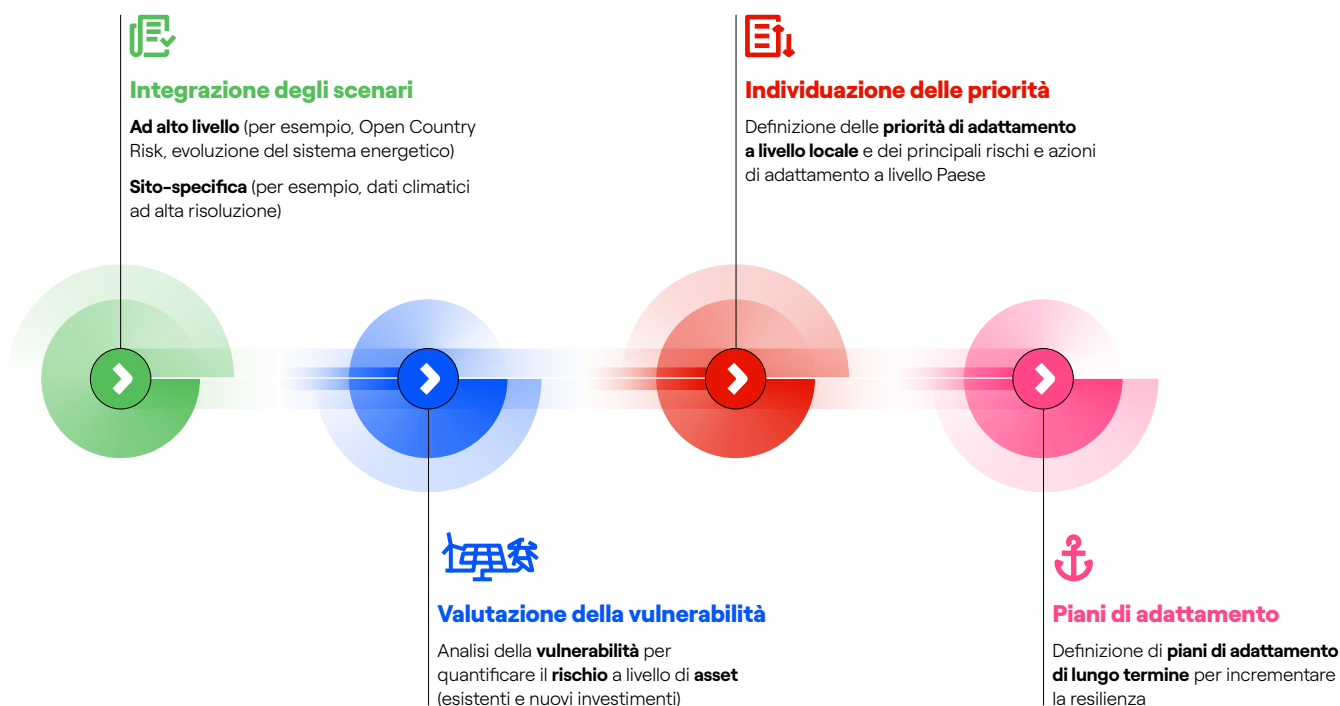 Integrazione degli scenari
Ad alto livello (per esempio, Open Country
Risk, evoluzione del sistema energetico)
Sito-specifica (per esempio, dati climatici
ad alta risoluzione)
Valutazione della vulnerabilità
Analisi della vulnerabilità per
quantificare il rischio a livello di asset
(esistenti e nuovi investimenti)
Individuazione delle priorità
Definizione delle priorità di adattamento
a livello locale e dei principali rischi e azioni
di adattamento a livello Paese
Piani di adattamento
Definizione di piani di adattamento
di lungo termine per incrementare
la resilienza